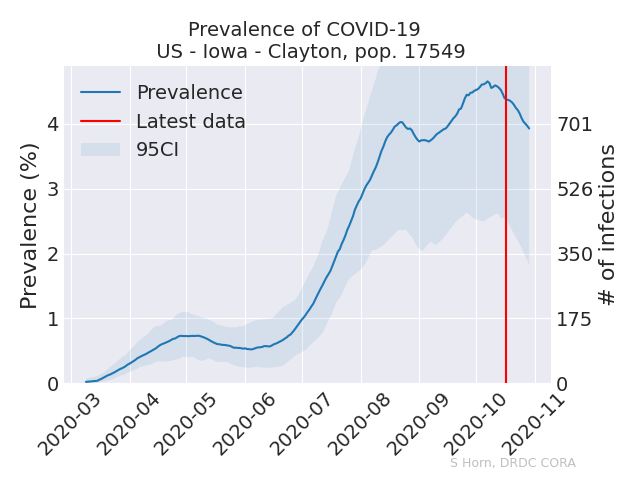 Prevalence of COVID-19
US - Iowa - Clayton, pop. 17549
Prevalence
Latest data
95CI
Prevalence (%)
4
3
2
1
0
701
526
350
175
0
# of infections
2020-03
2020-04
2020-05
2020-06
2020-07
2020-08
2020-09
2020-10
2020-11
S Horn, DRDC CORA